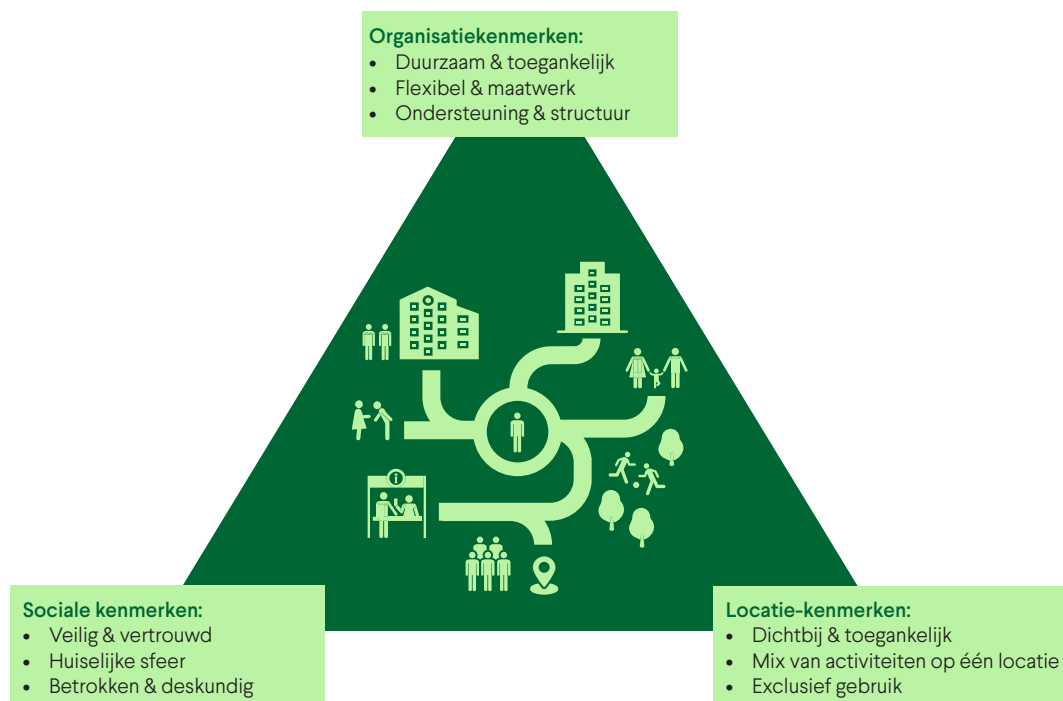 Organisatiekenmerken:
• Duurzaam & toegankelijk
• Flexibel & maatwerk
• Ondersteuning & structuur
i
Sociale kenmerken:
• Veilig & vertrouwd
• Huiselijke sfeer
• Betrokken & deskundig
Locatie-kenmerken:
• Dichtbij & toegankelijk
• Mix van activiteiten op één locatie
• Exclusief gebruik